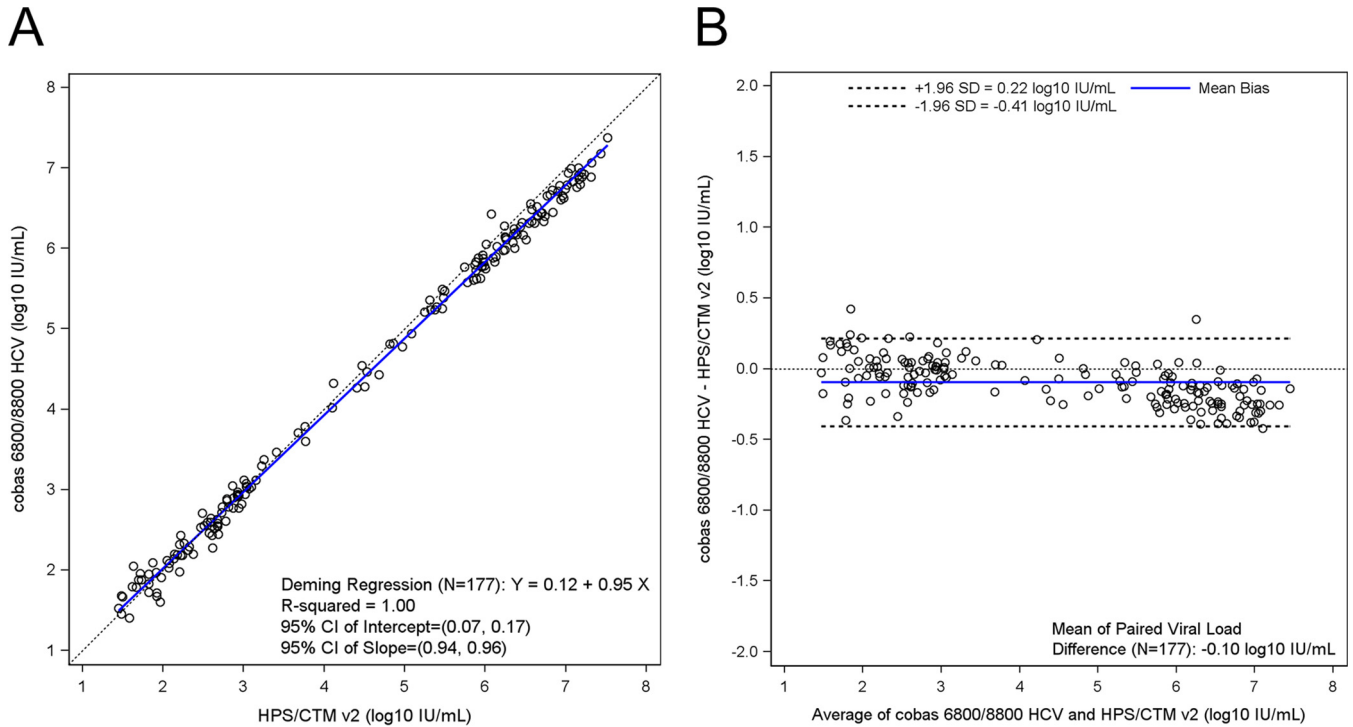 A
8
7
6
5
4
3
2
1
cobas 6800/8800 HCV (log10 IU/mL)
Deming Regression (N=177): Y = 0.12 + 0.95 X
R-squared = 1.00
95% CI of Intercept=(0.07, 0.17)
95% CI of Slope=(0.94, 0.96)
1 2 3 4 5 6 7 8
HPS/CTM v2 (log10 IU/mL)
B
+1.96 SD = 0.22 log10 IU/mL Mean Bias
-1.96 SD = -0.41 log10 IU/mL
2.0
1.5
1.0
0.5
0.0
-0.5
-1.0
-1.5
-2.0
cobas 6800/8800 HCV - HPS/CTM v2 (log10 IU/mL)
Mean of Paired Viral Load
Difference (N=177): -0.10 log10 IU/mL
1 2 3 4 5 6 7 8
Average of cobas 6800/8800 HCV and HPS/CTM v2 (log10 IU/mL)